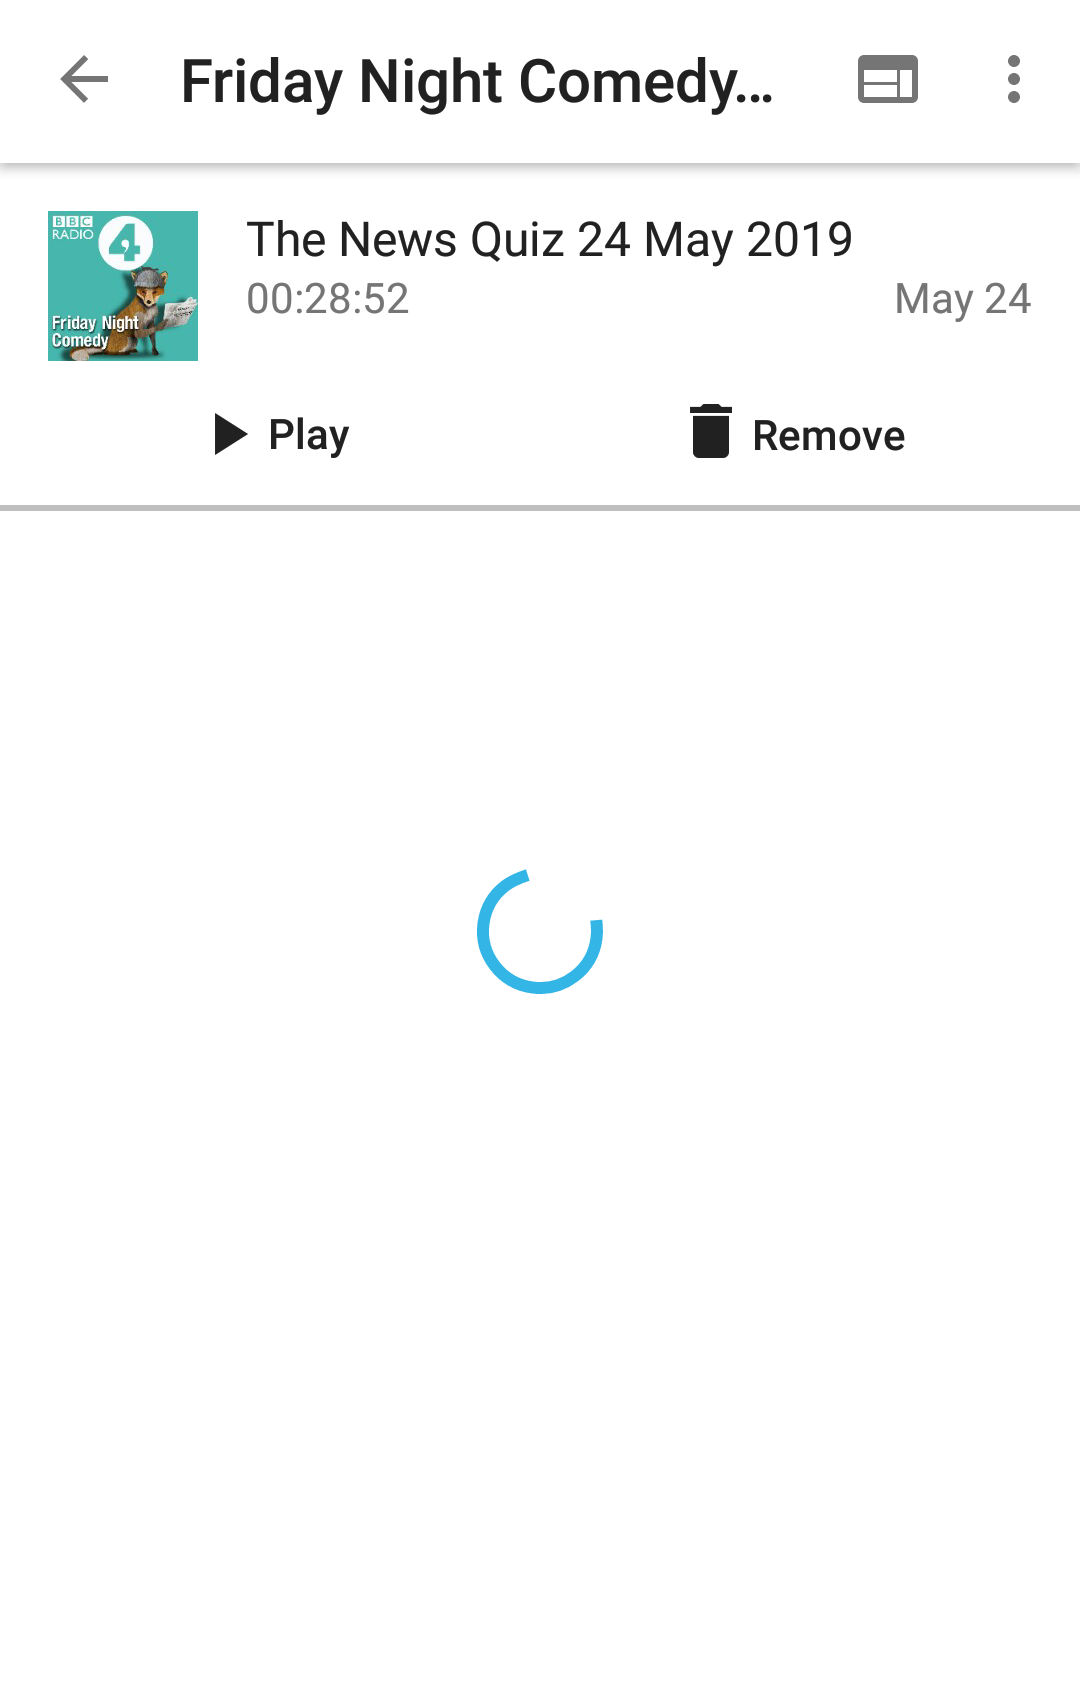 Friday Night Comedy...
BBC
RADIO 4
Friday Night
Comedy
The News Quiz 24 May 2019
00:28:52
May 24
Play
Remove